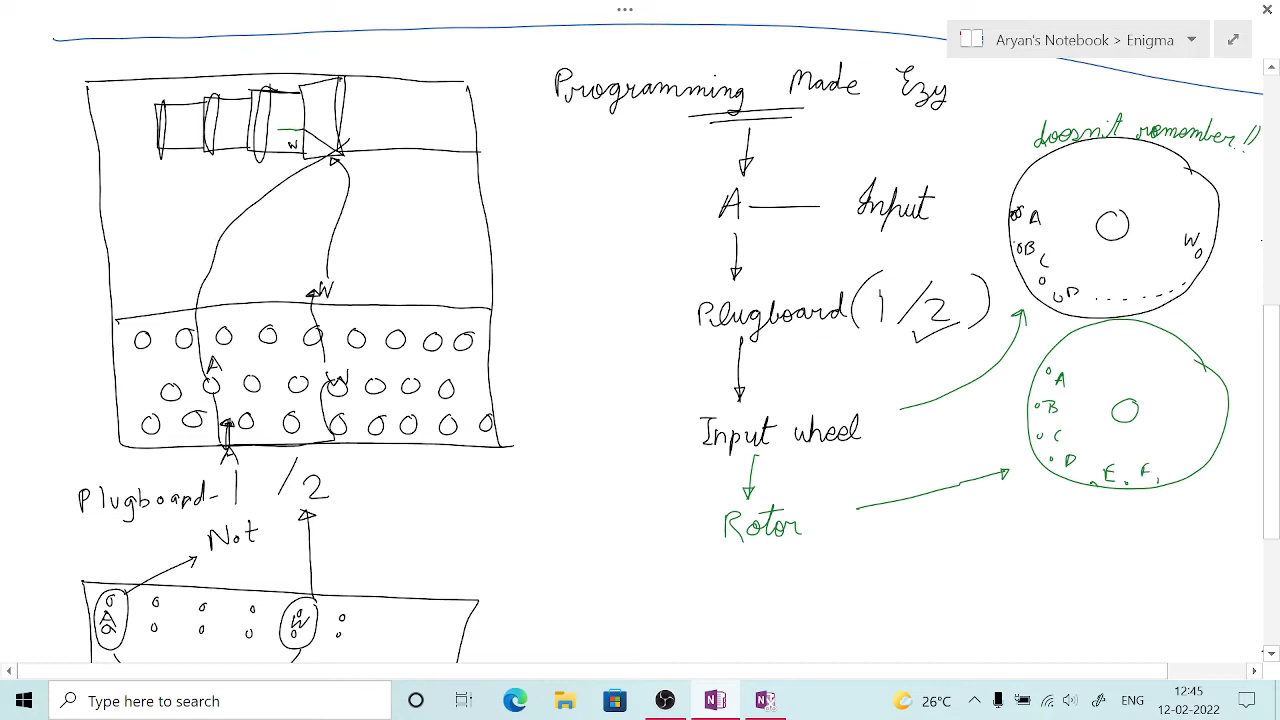 Aryan's Notebook > Enigma
Programming Made Ezy
doesn't remember!!
A — Input
Plugboard (1/2)
Input wheel
Rotor
W
W
A
W
A
Plugboard-1 /2
Not
A
W
A
B
C
D
W
A
B
C
D
E
F
Type here to search
26°C
ENG
12:45
12-02-2022